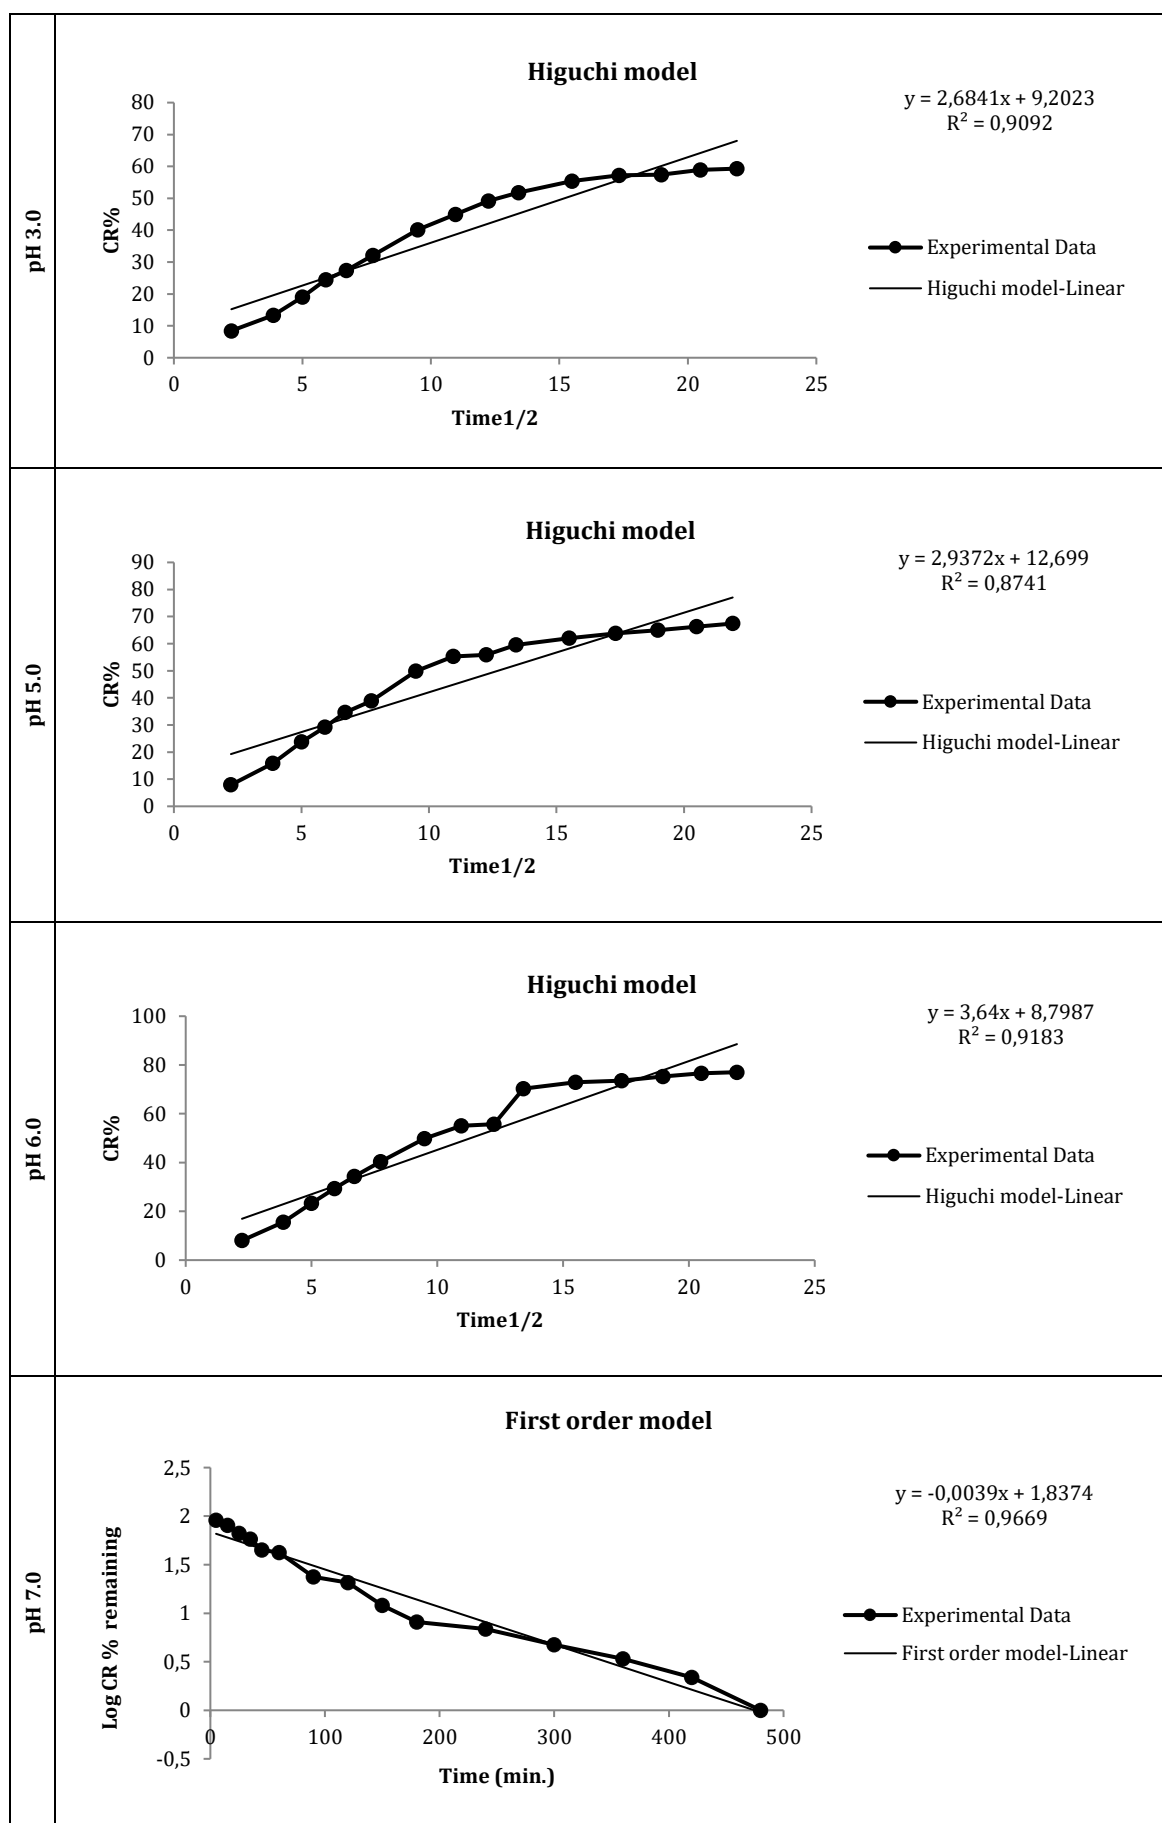 pH 3.0
Higuchi model
y = 2,6841x + 9,2023
R² = 0,9092
80
70
60
50
40
30
20
10
0
CR%
0 5 10 15 20 25
Time1/2
Experimental Data
Higuchi model-Linear
pH 5.0
Higuchi model
y = 2,9372x + 12,699
R² = 0,8741
90
80
70
60
50
40
30
20
10
0
CR%
0 5 10 15 20 25
Time1/2
Experimental Data
Higuchi model-Linear
pH 6.0
Higuchi model
y = 3,64x + 8,7987
R² = 0,9183
100
80
60
40
20
0
CR%
0 5 10 15 20 25
Time1/2
Experimental Data
Higuchi model-Linear
pH 7.0
First order model
y = -0,0039x + 1,8374
R² = 0,9669
2,5
2
1,5
1
0,5
0
-0,5
Log CR % remaining
0 100 200 300 400 500
Time (min.)
Experimental Data
First order model-Linear